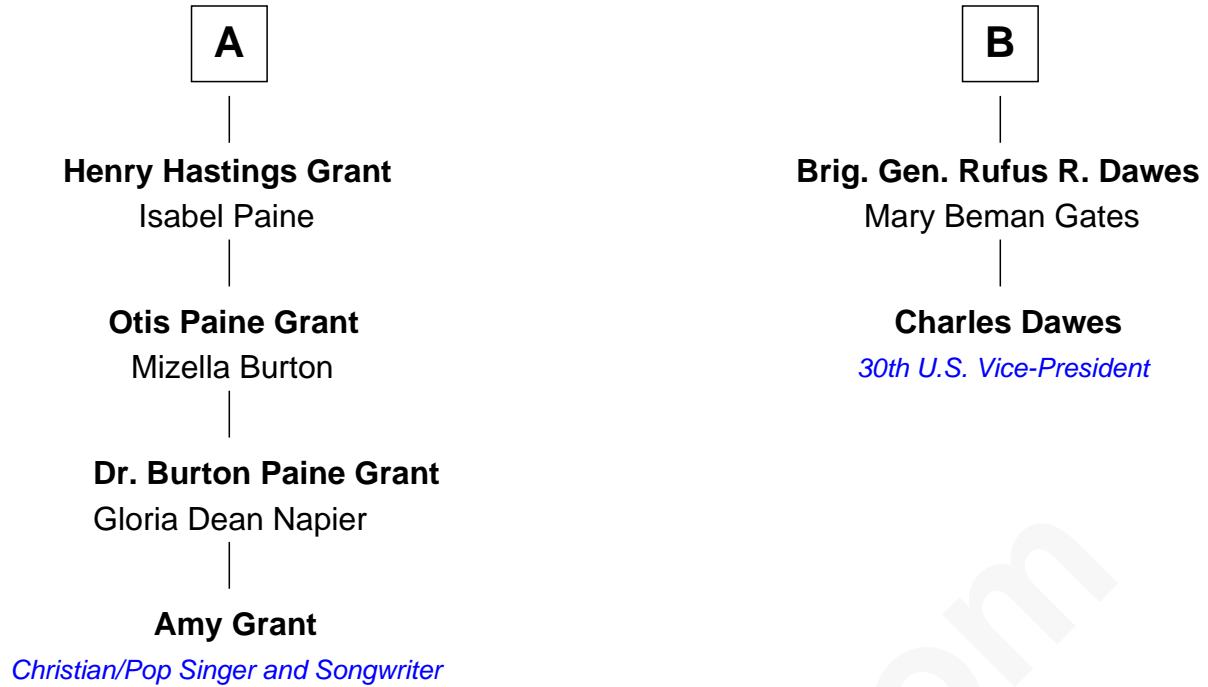 A
Henry Hastings Grant
Isabel Paine
Otis Paine Grant
Mizella Burton
Dr. Burton Paine Grant
Gloria Dean Napier
Amy Grant
Christian/Pop Singer and Songwriter
B
Brig. Gen. Rufus R. Dawes
Mary Beman Gates
Charles Dawes
30th U.S. Vice-President
om